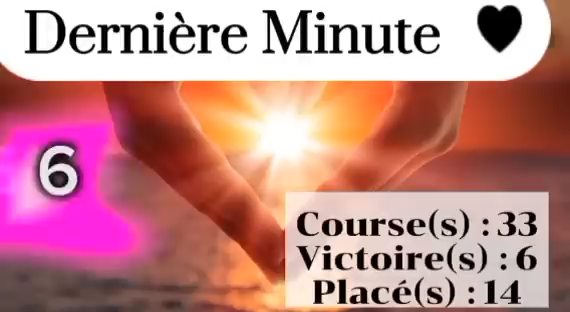 Dernière Minute ♥
6
Course(s) : 33
Victoire(s) : 6
Placé(s) : 14